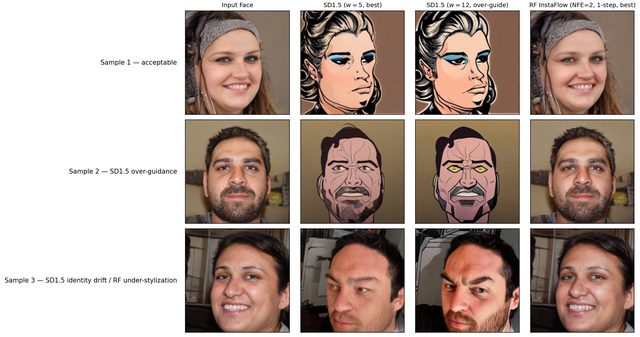 Input Face
SD1.5 (w = 5, best)
SD1.5 (w = 12, over-guide)
RF InstaFlow (NFE=2, 1-step, best)
Sample 1 — acceptable
Sample 2 — SD1.5 over-guidance
Sample 3 — SD1.5 identity drift / RF under-stylization